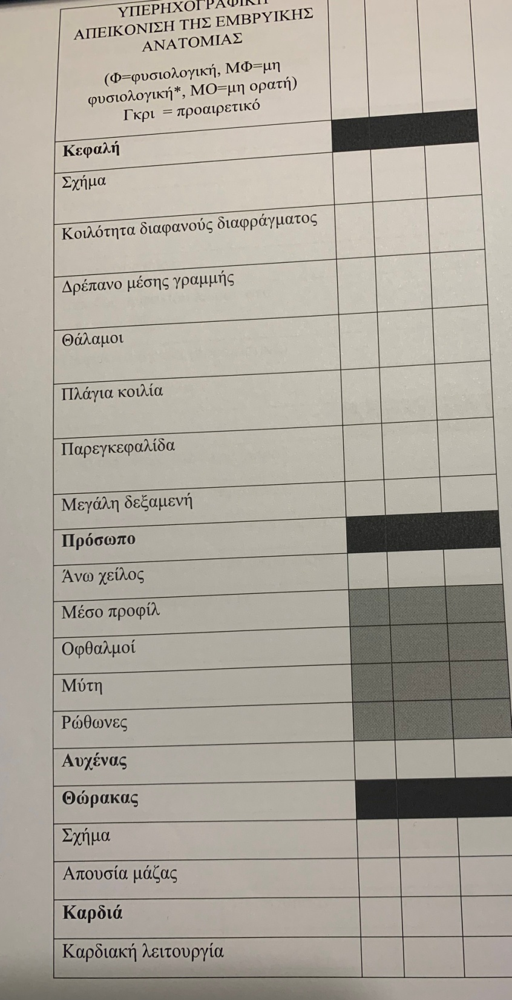 ΥΠΕΡΗΧΟΓΡΑΦΙΚΗ
ΑΠΕΙΚΟΝΙΣΗ ΤΗΣ ΕΜΒΡΥΙΚΗΣ
ΑΝΑΤΟΜΙΑΣ
(Φ=φυσιολογική, ΜΦ=μη
φυσιολογική*, ΜΟ=μη ορατή)
Γκρι = προαιρετικό
Κεφαλή
Σχήμα
Κοιλότητα διαφανούς διαφράγματος
Δρέπανο μέσης γραμμής
Θάλαμοι
Πλάγια κοιλία
Παρεγκεφαλίδα
Μεγάλη δεξαμενή
Πρόσωπο
Άνω χείλος
Μέσο προφίλ
Οφθαλμοί
Μύτη
Ρώθωνες
Αυχένας
Θώρακας
Σχήμα
Απουσία μάζας
Καρδιά
Καρδιακή λειτουργία